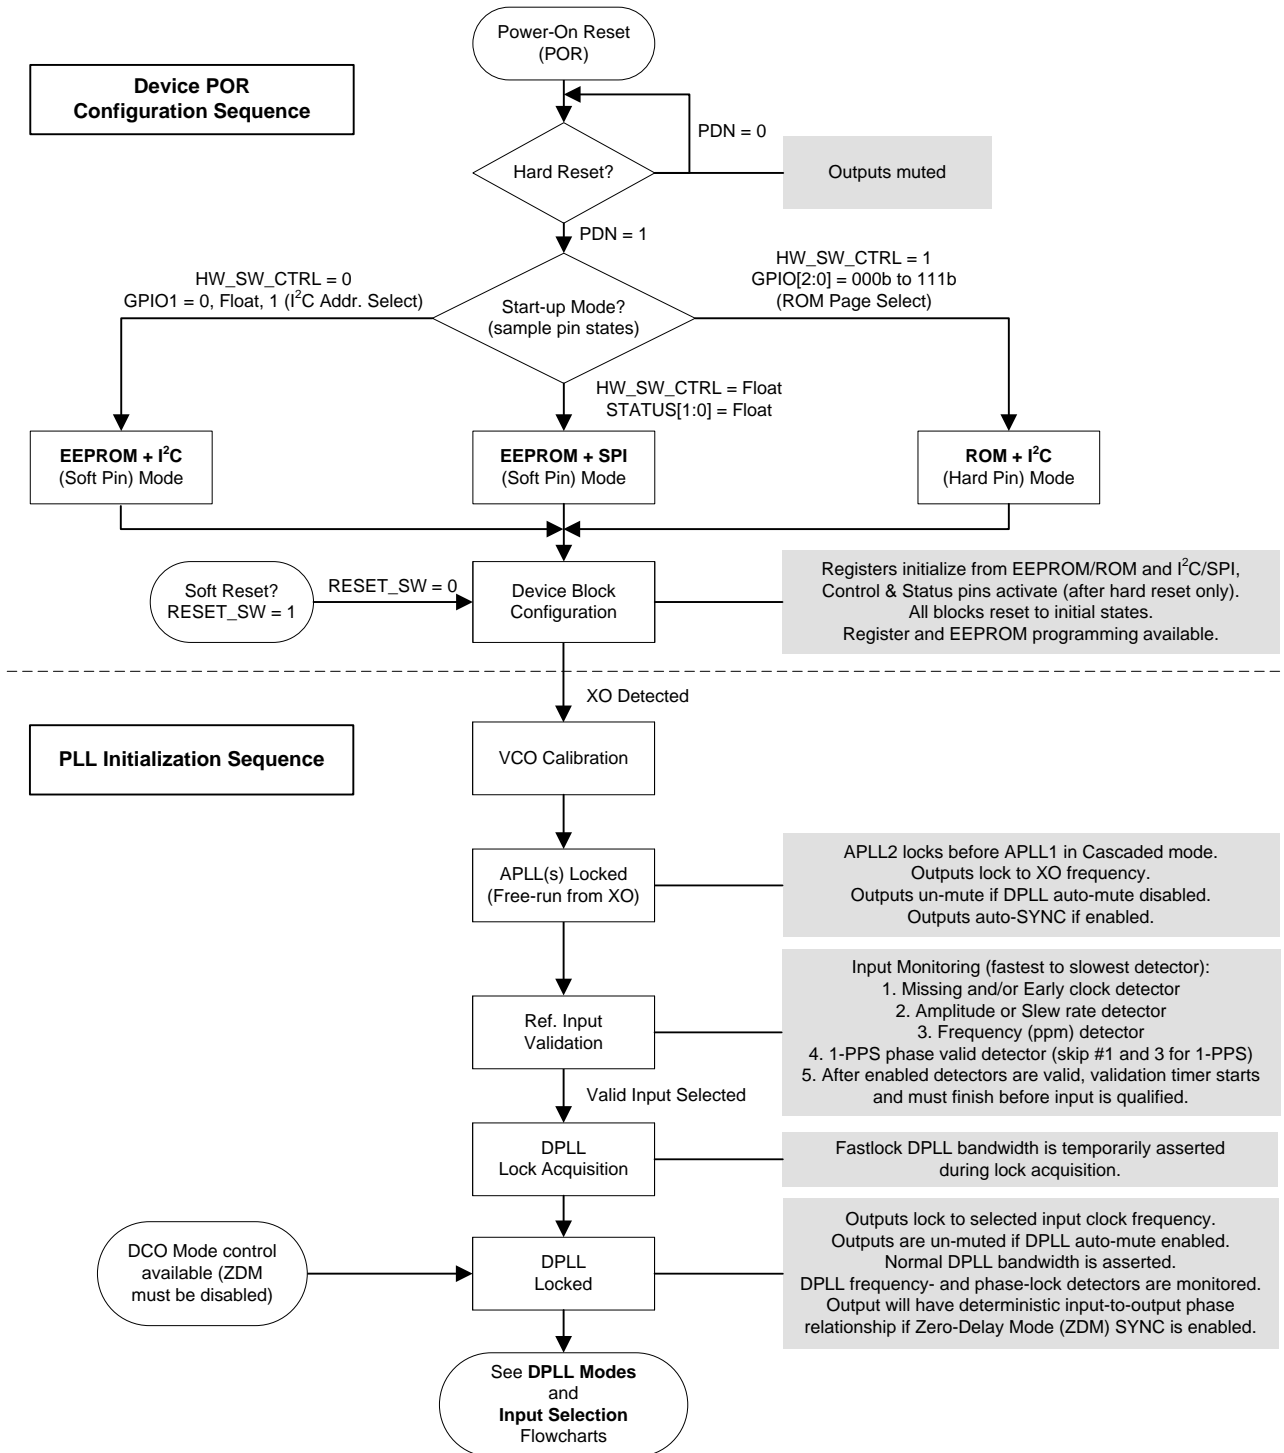 Power-On Reset
(POR)
Device POR
Configuration Sequence
PDN = 0
Hard Reset?
Outputs muted
PDN = 1
HW_SW_CTRL = 0
GPIO1 = 0, Float, 1 (I²C Addr. Select)
HW_SW_CTRL = 1
GPIO[2:0] = 000b to 111b
(ROM Page Select)
Start-up Mode?
(sample pin states)
HW_SW_CTRL = Float
STATUS[1:0] = Float
EEPROM + I²C
(Soft Pin) Mode
EEPROM + SPI
(Soft Pin) Mode
ROM + I²C
(Hard Pin) Mode
Soft Reset?
RESET_SW = 1
RESET_SW = 0
Device Block
Configuration
Registers initialize from EEPROM/ROM and I²C/SPI,
Control & Status pins activate (after hard reset only).
All blocks reset to initial states.
Register and EEPROM programming available.
XO Detected
PLL Initialization Sequence
VCO Calibration
APLL(s) Locked
(Free-run from XO)
APLL2 locks before APLL1 in Cascaded mode.
Outputs lock to XO frequency.
Outputs un-mute if DPLL auto-mute disabled.
Outputs auto-SYNC if enabled.
Ref. Input
Validation
Input Monitoring (fastest to slowest detector):
1. Missing and/or Early clock detector
2. Amplitude or Slew rate detector
3. Frequency (ppm) detector
4. 1-PPS phase valid detector (skip #1 and 3 for 1-PPS)
5. After enabled detectors are valid, validation timer starts
and must finish before input is qualified.
Valid Input Selected
DPLL
Lock Acquisition
Fastlock DPLL bandwidth is temporarily asserted
during lock acquisition.
DCO Mode control
available (ZDM
must be disabled)
DPLL
Locked
Outputs lock to selected input clock frequency.
Outputs are un-muted if DPLL auto-mute enabled.
Normal DPLL bandwidth is asserted.
DPLL frequency- and phase-lock detectors are monitored.
Output will have deterministic input-to-output phase
relationship if Zero-Delay Mode (ZDM) SYNC is enabled.
See DPLL Modes
and
Input Selection
Flowcharts